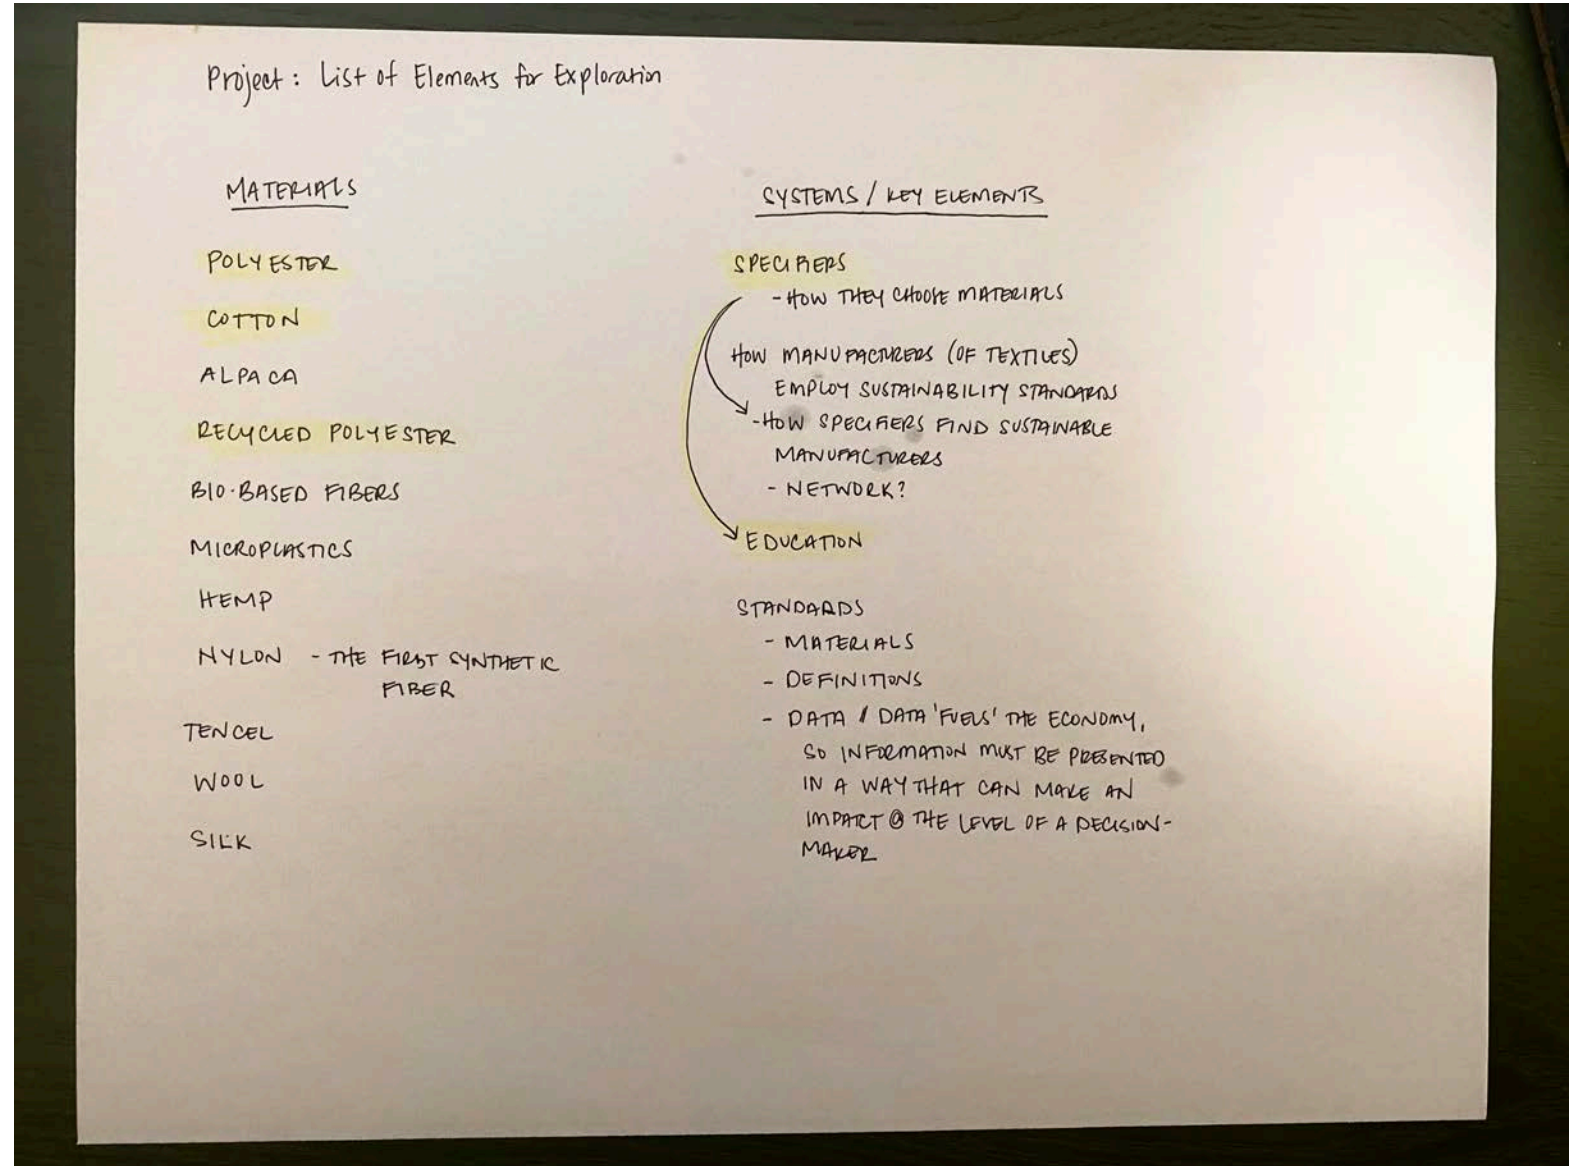 Project: List of Elements for Exploration
MATERIALS
POLYESTER
COTTON
ALPACA
RECYCLED POLYESTER
BIO-BASED FIBERS
MICROPLASTICS
HEMP
NYLON - THE FIRST SYNTHETIC
FIBER
TENCEL
WOOL
SILK
SYSTEMS / KEY ELEMENTS
SPECIFIERS
- HOW THEY CHOOSE MATERIALS
HOW MANUFACTURERS (OF TEXTILES)
EMPLOY SUSTAINABILITY STANDARDS
- HOW SPECIFIERS FIND SUSTAINABLE
MANUFACTURERS
- NETWORK?
EDUCATION
STANDARDS
- MATERIALS
- DEFINITIONS
- DATA / DATA 'FUELS' THE ECONOMY,
SO INFORMATION MUST BE PRESENTED
IN A WAY THAT CAN MAKE AN
IMPACT @ THE LEVEL OF A DECISION-
MAKER